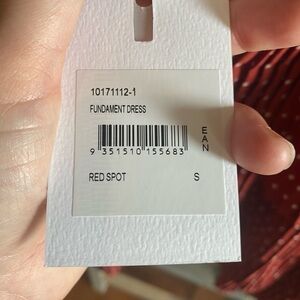 10171112-1
FUNDAMENT DRESS
EAN
9 351510 155683
RED SPOT S